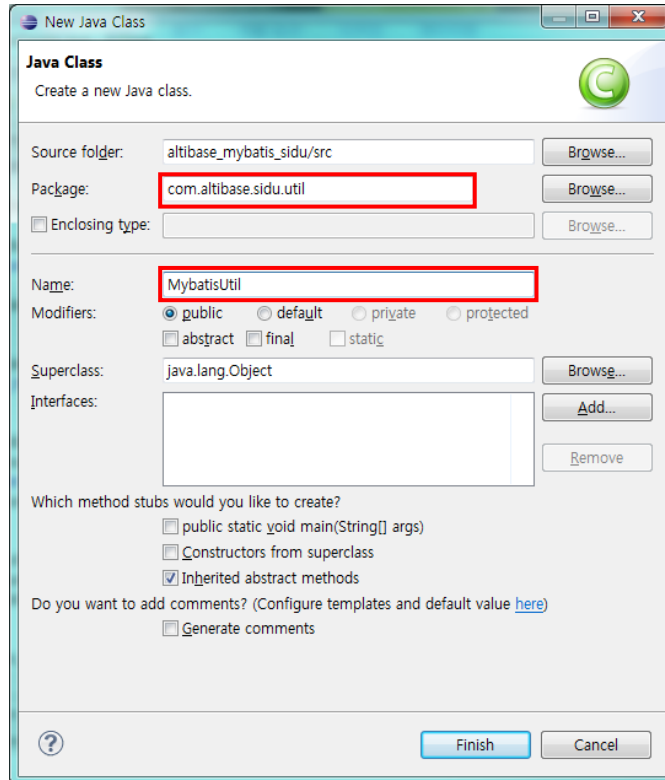 New Java Class
Java Class
Create a new Java class.
C
Source folder: altibase_mybatis_sidu/src Browse...
Package: com.altibase.sidu.util Browse...
Enclosing type: Browse...
Name: MybatisUtil
Modifiers: public default private protected
abstract final static
Superclass: java.lang.Object Browse...
Interfaces: Add...
Remove
Which method stubs would you like to create?
public static void main(String[] args)
Constructors from superclass
Inherited abstract methods
Do you want to add comments? (Configure templates and default value here)
Generate comments
? Finish Cancel